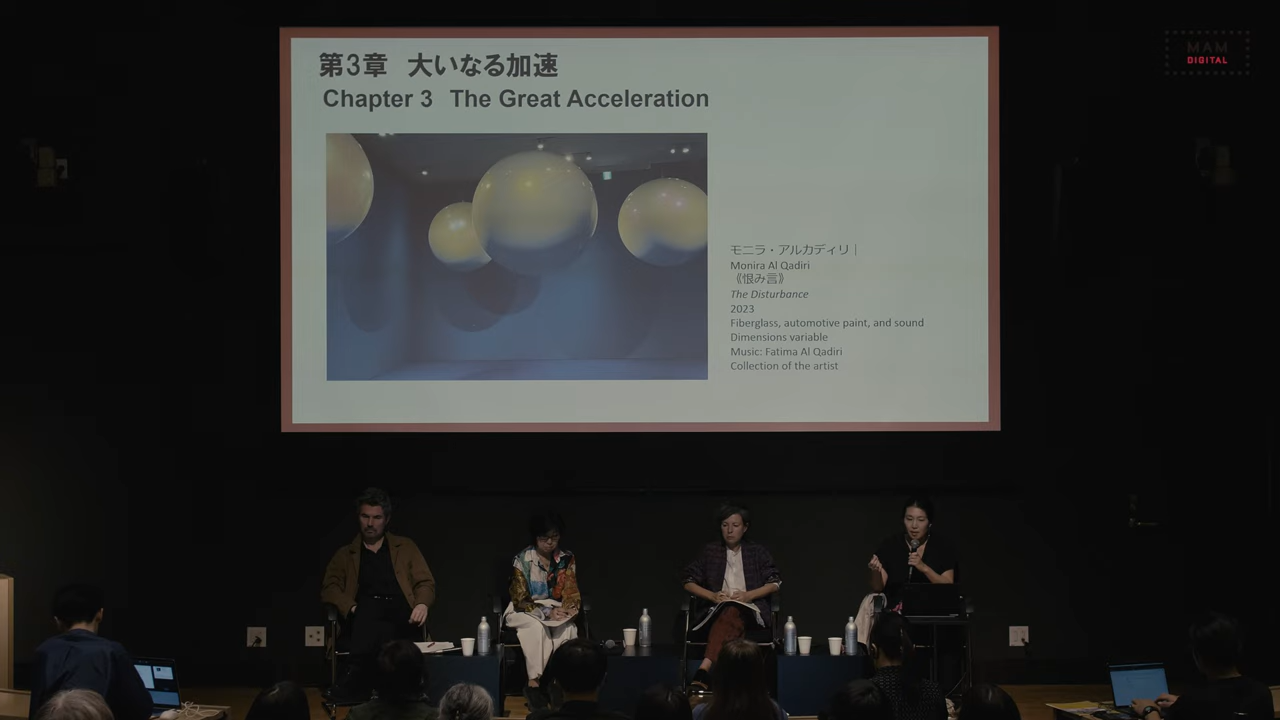 第3章 大いなる加速
Chapter 3 The Great Acceleration
モニラ・アルカディリ｜
Monira Al Qadiri
《恨み言》
The Disturbance
2023
Fiberglass, automotive paint, and sound
Dimensions variable
Music: Fatima Al Qadiri
Collection of the artist
MAM
DIGITAL